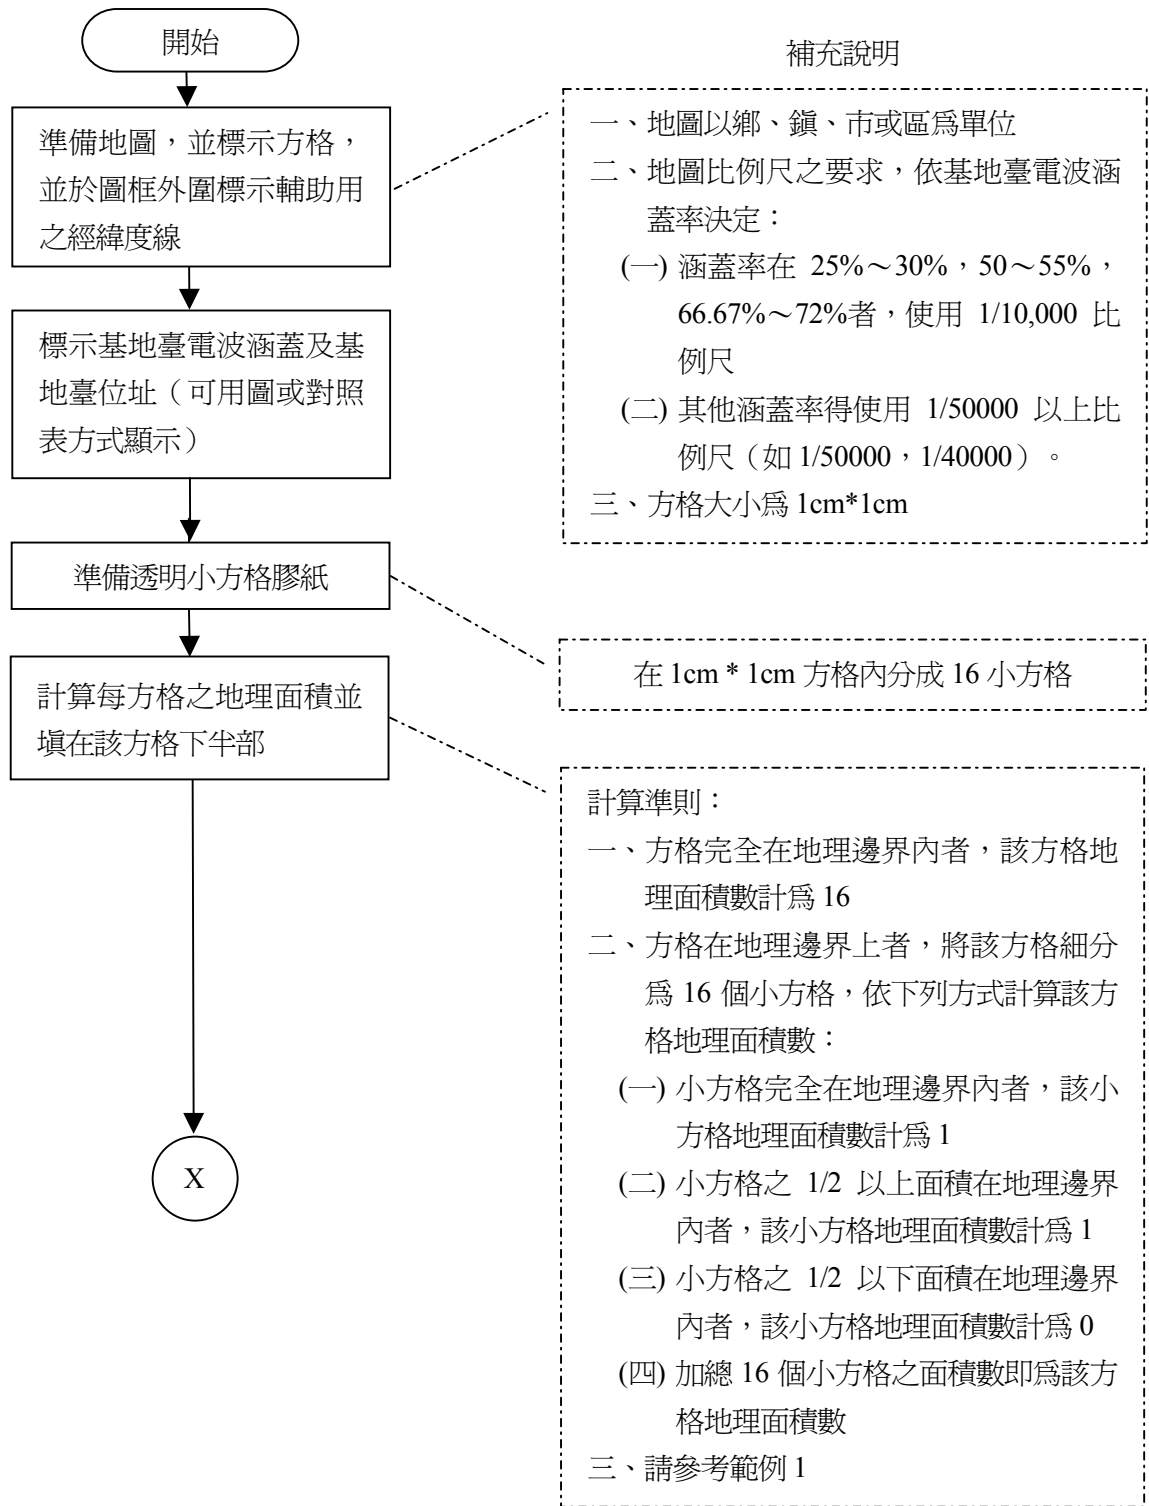 開始
準備地圖，並標示方格，
並於圖框外圍標示輔助用
之經緯度線
標示基地臺電波涵蓋及基
地臺位址（可用圖或對照
表方式顯示）
準備透明小方格膠紙
計算每方格之地理面積並
填在該方格下半部
X
補充說明
一、地圖以鄉、鎮、市或區為單位
二、地圖比例尺之要求，依基地臺電波涵
蓋率決定：
(一) 涵蓋率在 25%～30%，50～55%，
66.67%～72%者，使用 1/10,000 比
例尺
(二) 其他涵蓋率得使用 1/50000 以上比
例尺（如 1/50000，1/40000）。
三、方格大小為 1cm*1cm
在 1cm * 1cm 方格內分成 16 小方格
計算準則：
一、方格完全在地理邊界內者，該方格地
理面積數計為 16
二、方格在地理邊界上者，將該方格細分
為 16 個小方格，依下列方式計算該方
格地理面積數：
(一) 小方格完全在地理邊界內者，該小
方格地理面積數計為 1
(二) 小方格之 1/2 以上面積在地理邊界
內者，該小方格地理面積數計為 1
(三) 小方格之 1/2 以下面積在地理邊界
內者，該小方格地理面積數計為 0
(四) 加總 16 個小方格之面積數即為該方
格地理面積數
三、請參考範例 1